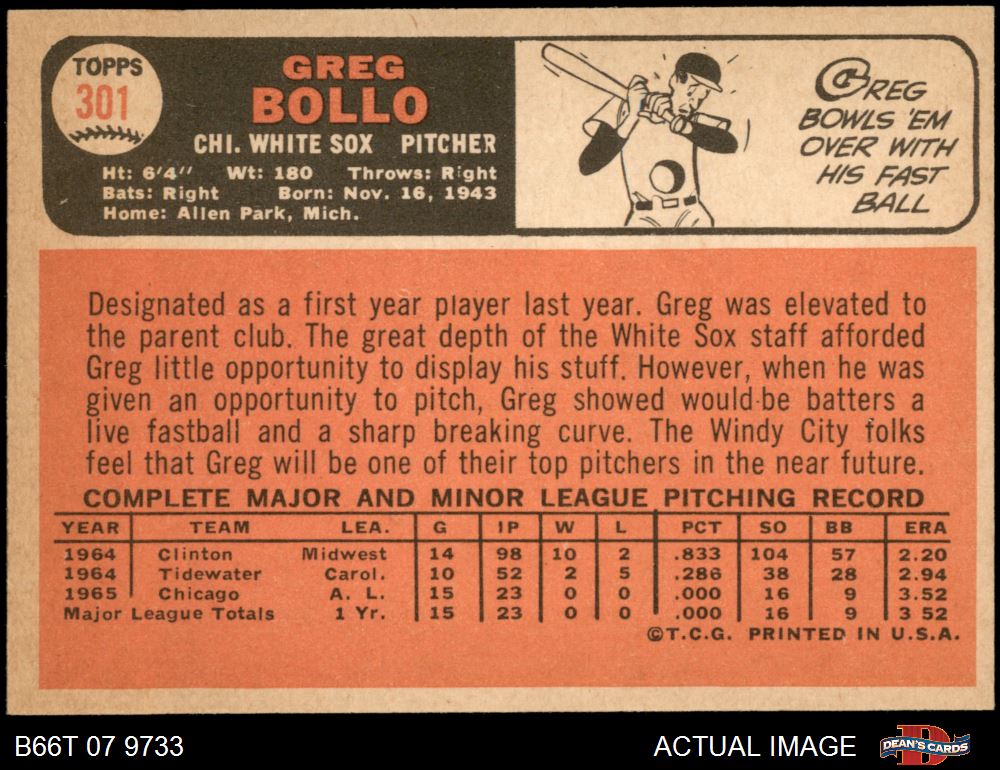 TOPPS
301
GREG
BOLLO
CHI. WHITE SOX PITCHER
Ht: 6'4" Wt: 180 Throws: Right
Bats: Right Born: Nov. 16, 1943
Home: Allen Park, Mich.
GREG
BOWLS 'EM
OVER WITH
HIS FAST
BALL
Designated as a first year player last year. Greg was elevated to
the parent club. The great depth of the White Sox staff afforded
Greg little opportunity to display his stuff. However, when he was
given an opportunity to pitch, Greg showed would-be batters a
live fastball and a sharp breaking curve. The Windy City folks
feel that Greg will be one of their top pitchers in the near future.
COMPLETE MAJOR AND MINOR LEAGUE PITCHING RECORD
YEAR TEAM LEA. G IP W L PCT SO BB ERA
1964 Clinton Midwest 14 98 10 2 .833 104 57 2.20
1964 Tidewater Carol. 10 52 2 5 .286 38 28 2.94
1965 Chicago A. L. 15 23 0 0 .000 16 9 3.52
Major League Totals 1 Yr. 15 23 0 0 .000 16 9 3 52
©T.C.G. PRINTED IN U.S.A.
B66T 07 9733 ACTUAL IMAGE DEAN'S CARDS